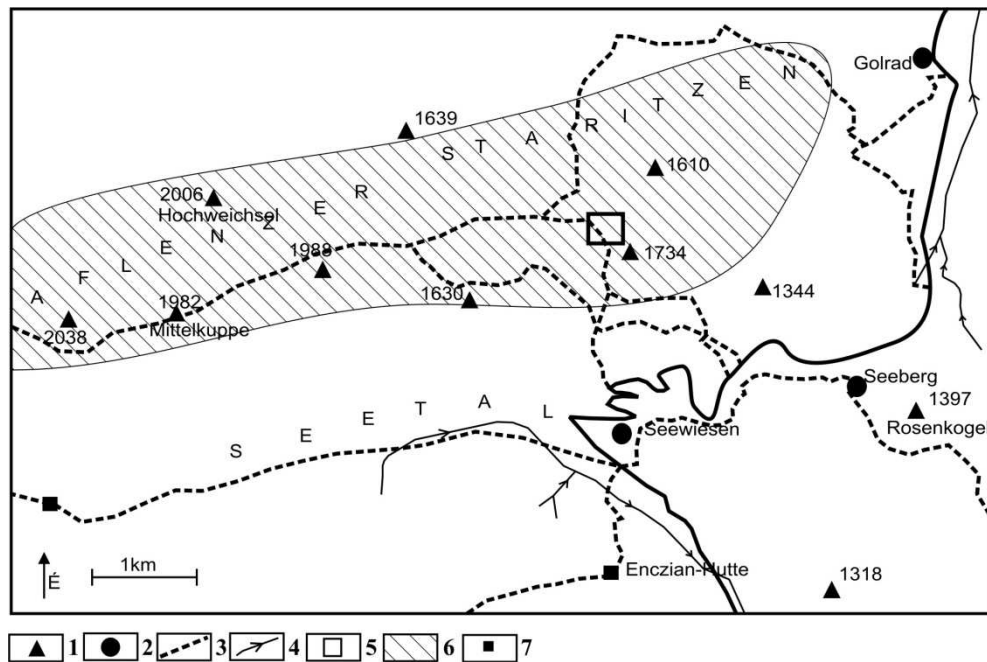 Golrad
1639
S T A R I T Z E N
1610
2006
Hochweichsel
A F L E N Z E R
1988
1734
1982
1630
1344
Mittelkuppe
2038
Seeberg
1397
Rosenkogel
S E E T A L
Seewiesen
1km
É
Enczian-Hutte
1318
1 2 3 4 5 6 7